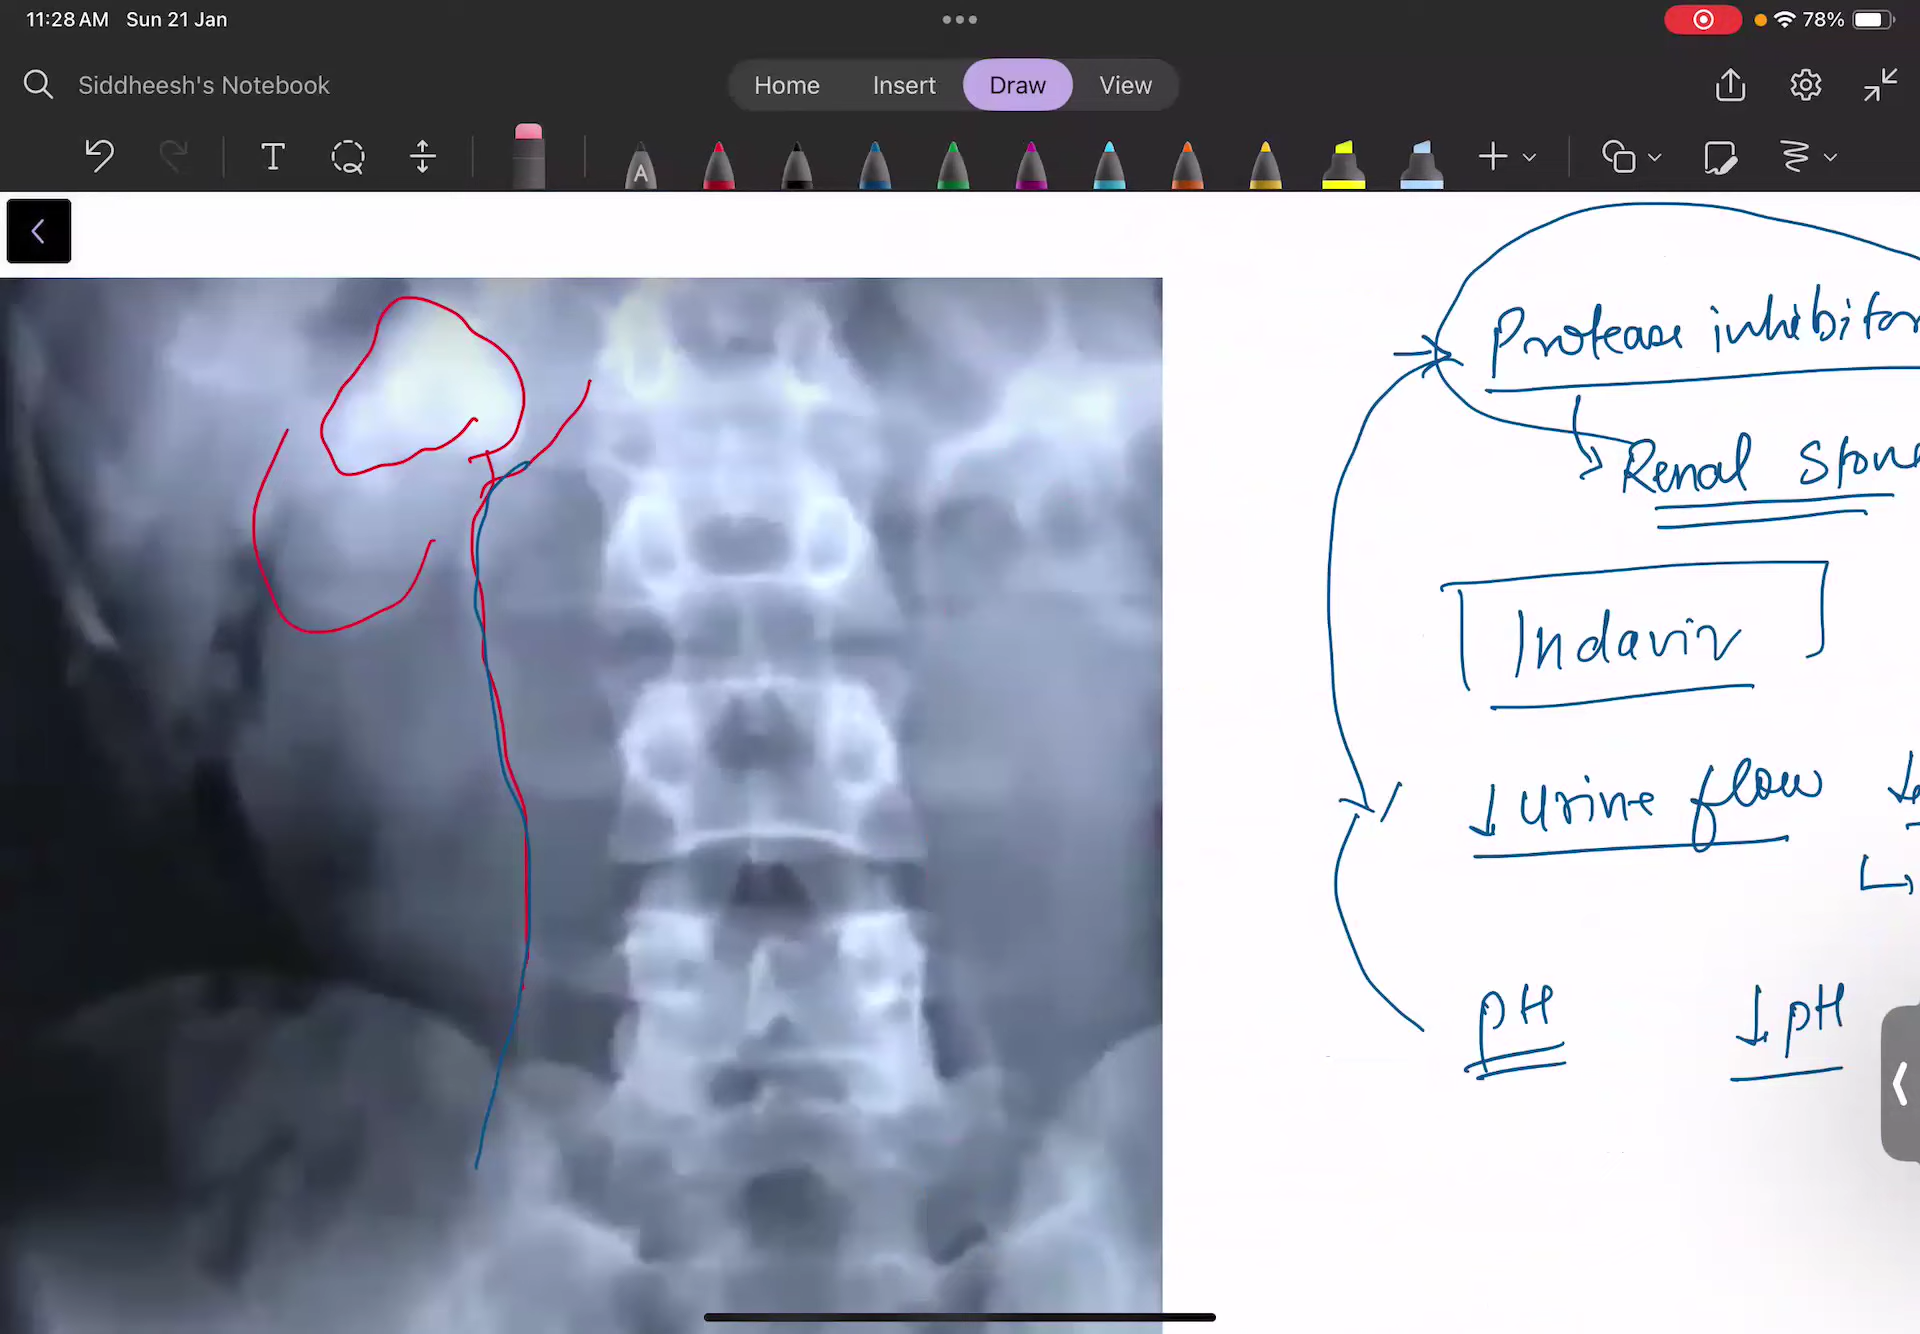 11:28 AM Sun 21 Jan
78%
Siddheesh's Notebook
Home Insert Draw View
T
A
Protease inhibitor
Renal Stone
Indavir
↓ urine flow ↓
pH ↓ pH